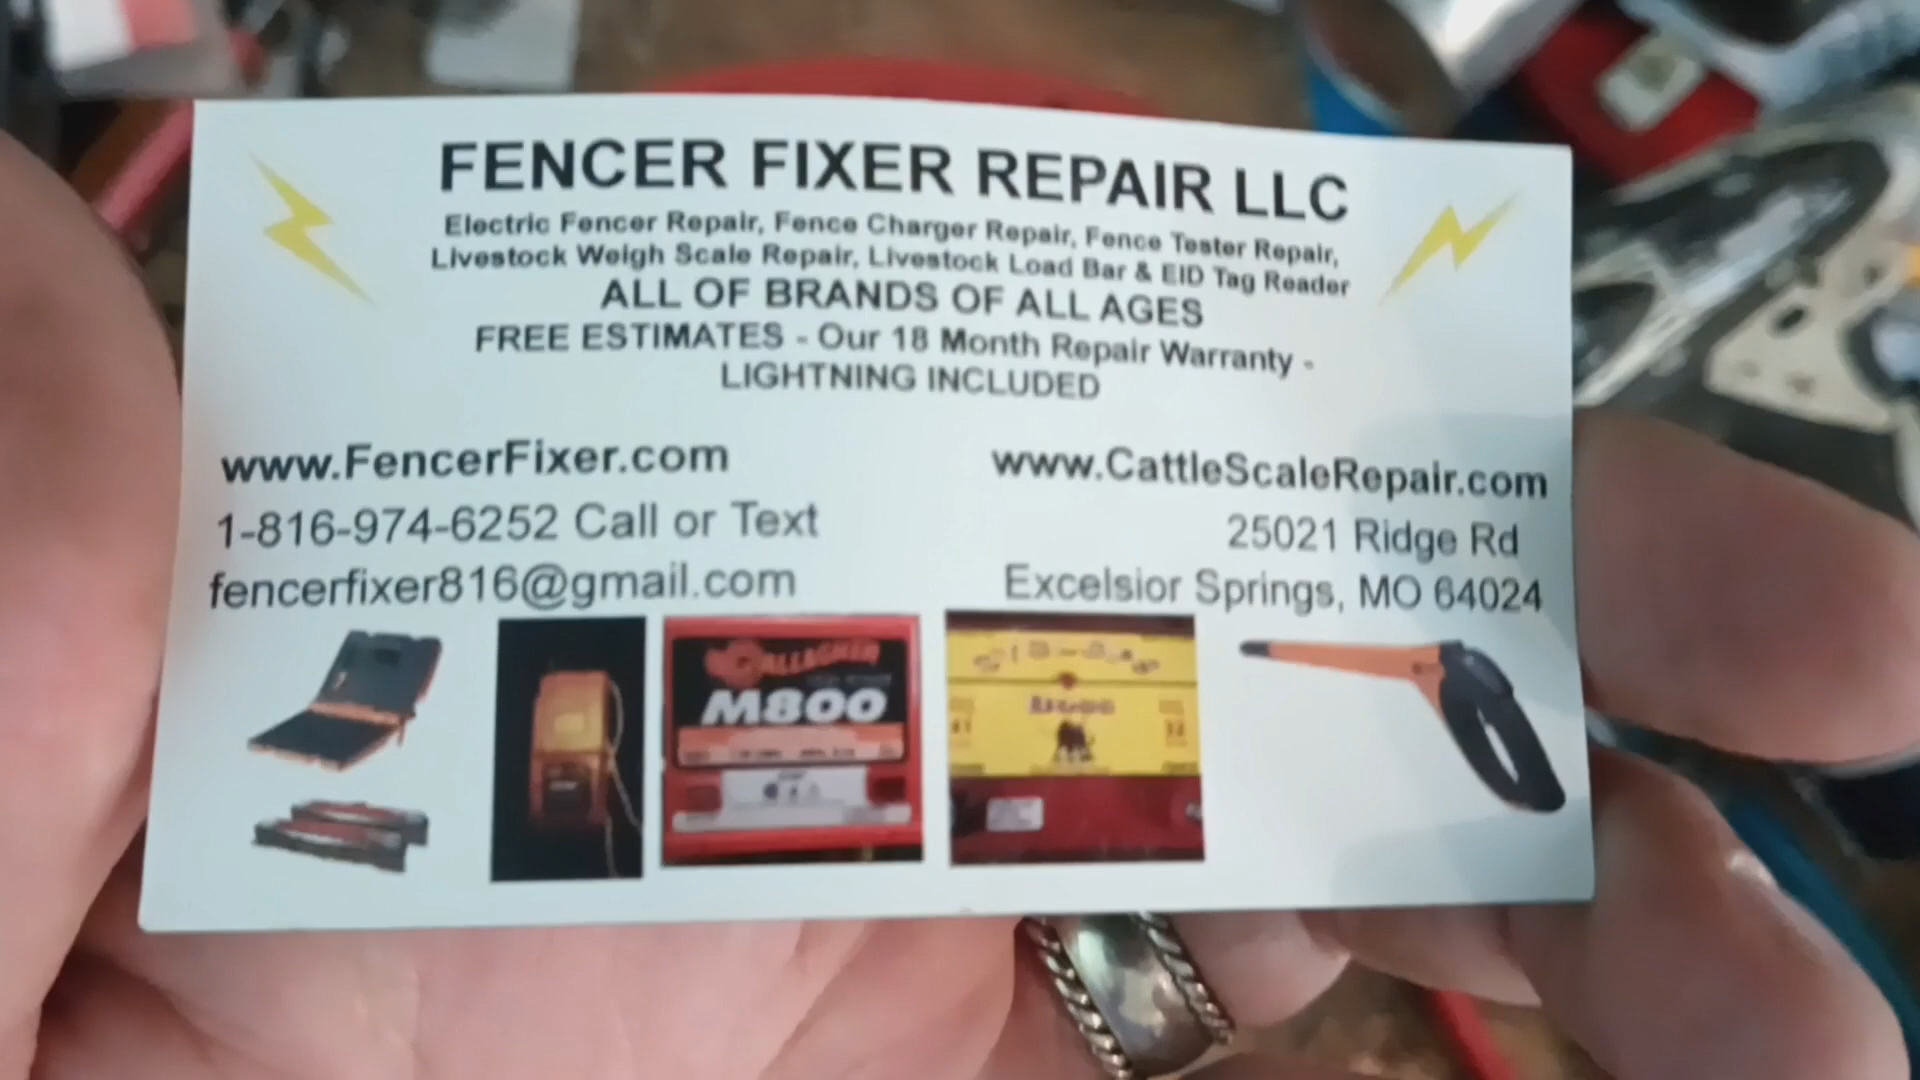 FENCER FIXER REPAIR LLC
Electric Fencer Repair, Fence Charger Repair, Fence Tester Repair,
Livestock Weigh Scale Repair, Livestock Load Bar & EID Tag Reader
ALL OF BRANDS OF ALL AGES
FREE ESTIMATES - Our 18 Month Repair Warranty -
LIGHTNING INCLUDED
www.FencerFixer.com
1-816-974-6252 Call or Text
fencerfixer816@gmail.com
www.CattleScaleRepair.com
25021 Ridge Rd
Excelsior Springs, MO 64024
GALLAGHER
M800